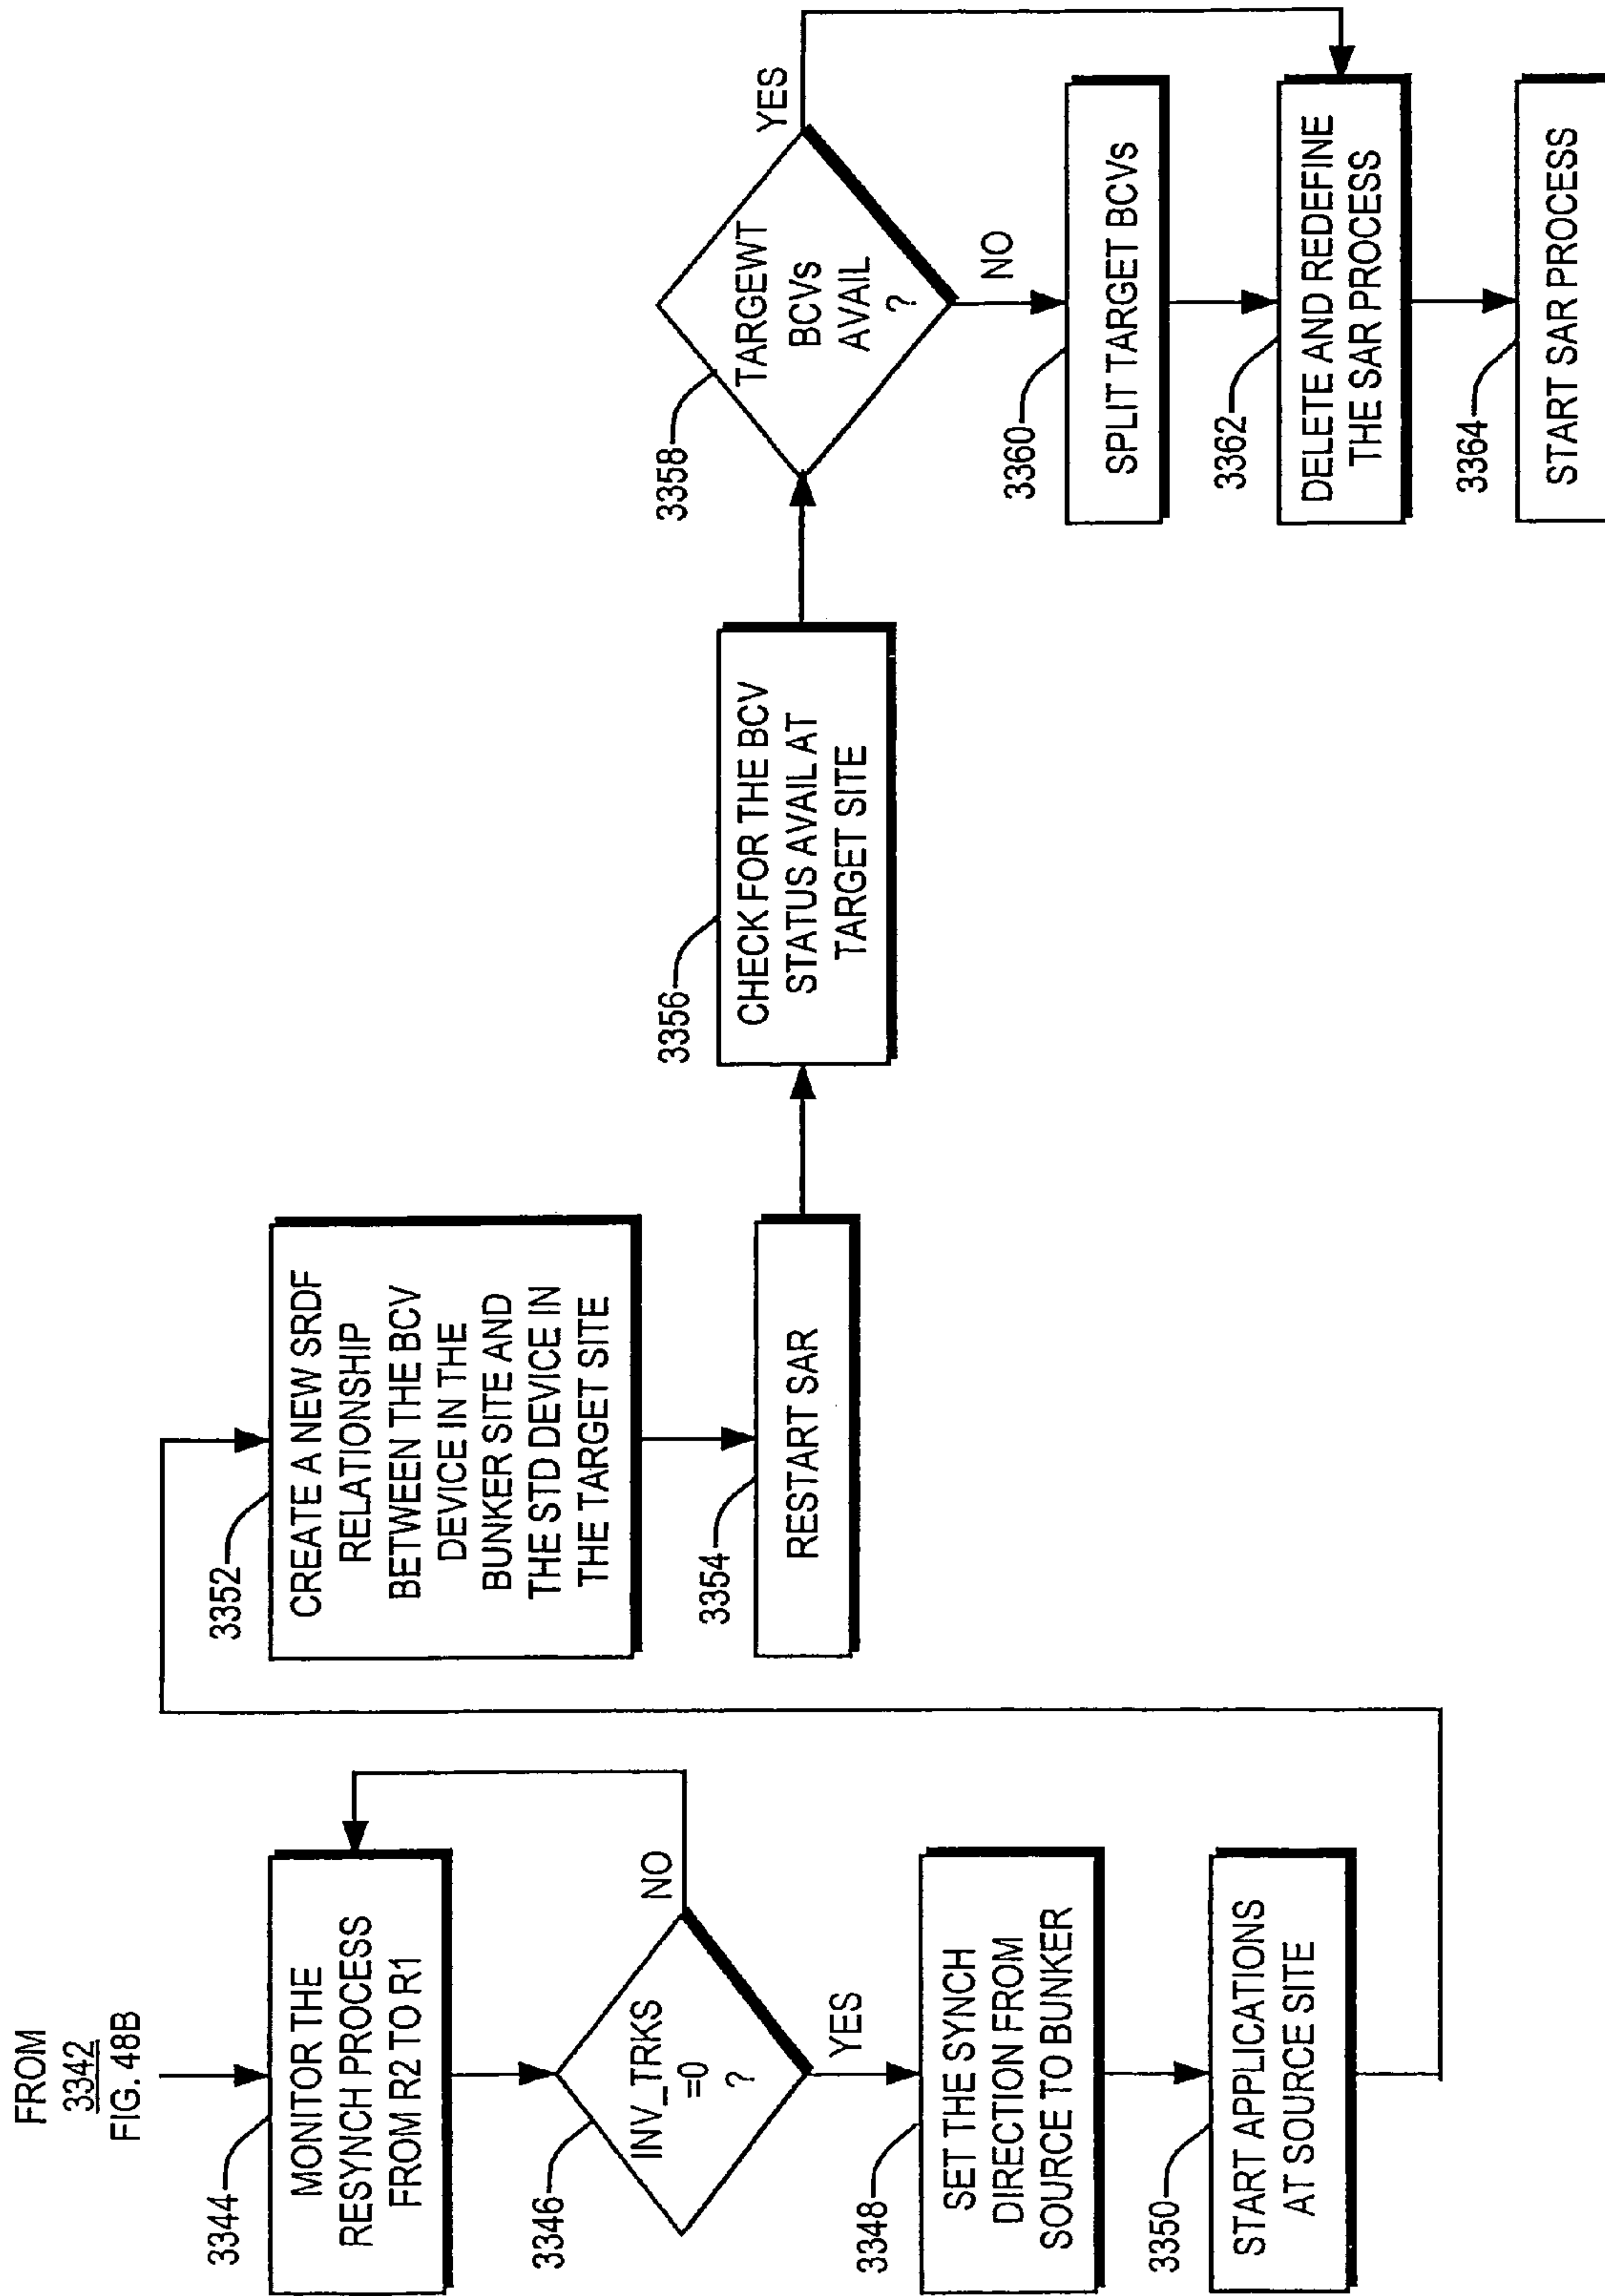 FROM
3342
FIG. 48B
3344
MONITOR THE
RESYNCH PROCESS
FROM R2 TO R1
3346
INV_TRKS
=0
?
NO
YES
3348
SET THE SYNCH
DIRECTION FROM
SOURCE TO BUNKER
3350
START APPLICATIONS
AT SOURCE SITE
3352
CREATE A NEW SRDF
RELATIONSHIP
BETWEEN THE BCV
DEVICE IN THE
BUNKER SITE AND
THE STD DEVICE IN
THE TARGET SITE
3354
RESTART SAR
3356
CHECK FOR THE BCV
STATUS AVAIL AT
TARGET SITE
3358
TARGEWT
BCVs
AVAIL
?
YES
NO
3360
SPLIT TARGET BCVs
3362
DELETE AND REDEFINE
THE SAR PROCESS
3364
START SAR PROCESS